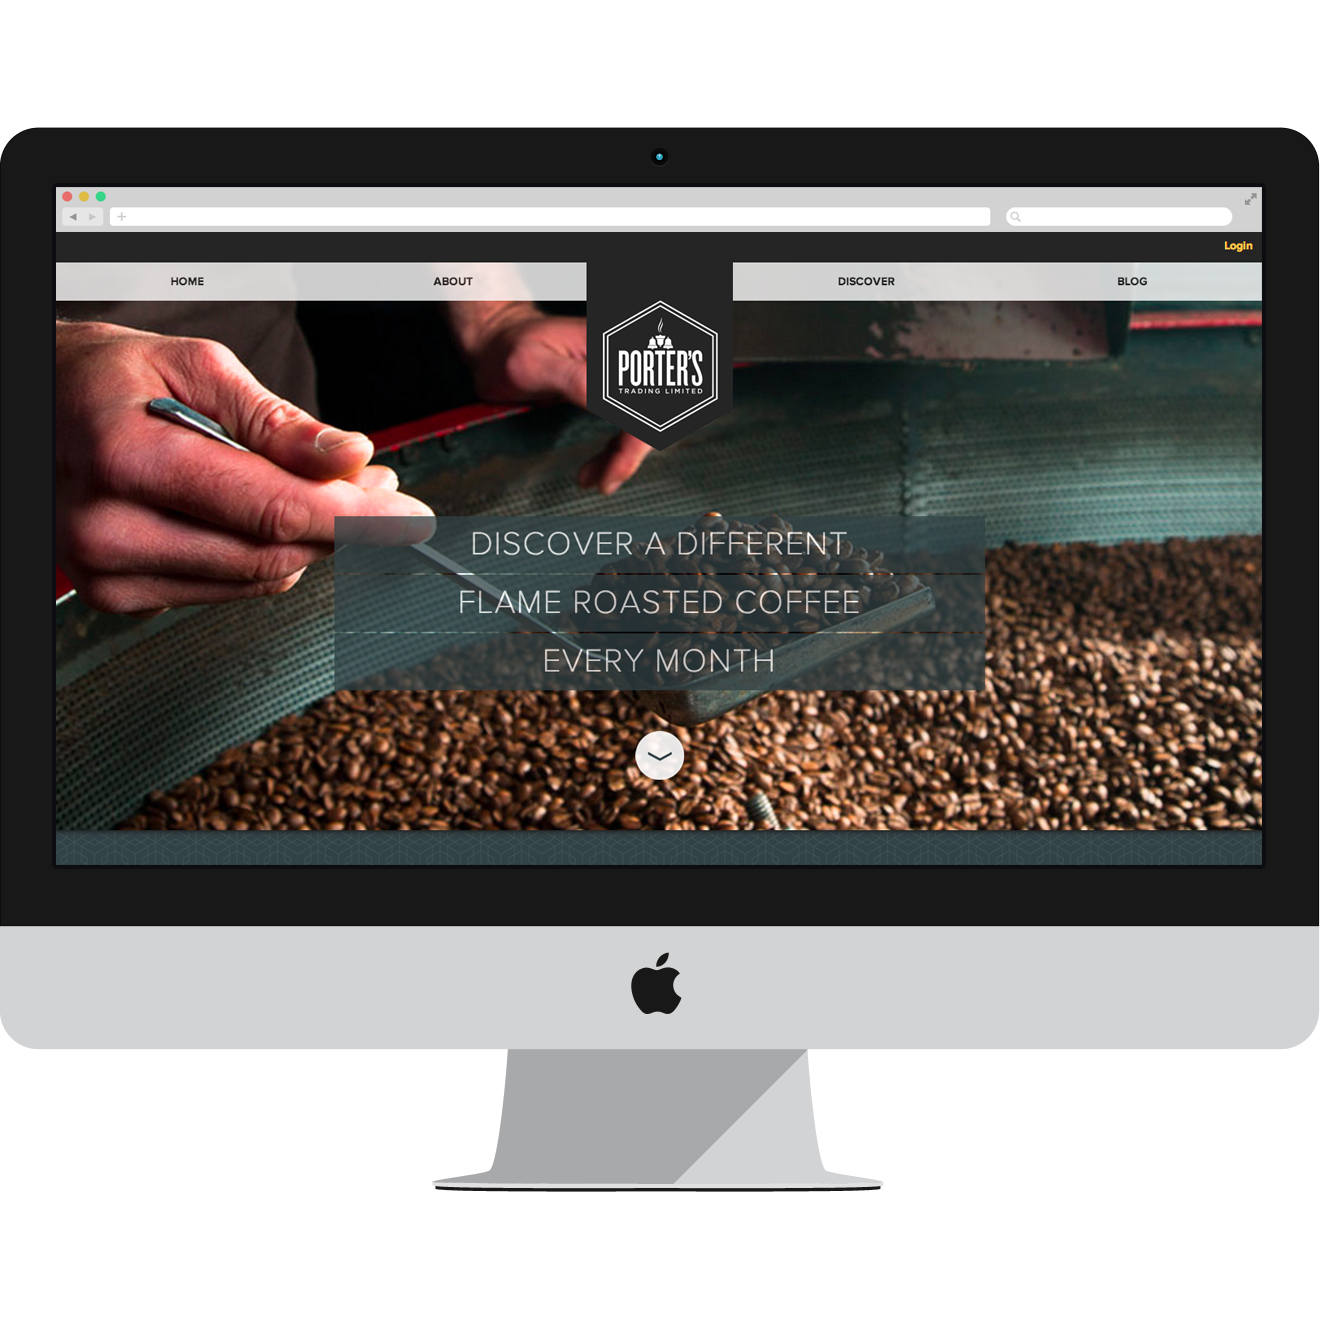 Login
HOME
ABOUT
DISCOVER
BLOG
PORTER'S
TRADING LIMITED
DISCOVER A DIFFERENT
FLAME ROASTED COFFEE
EVERY MONTH